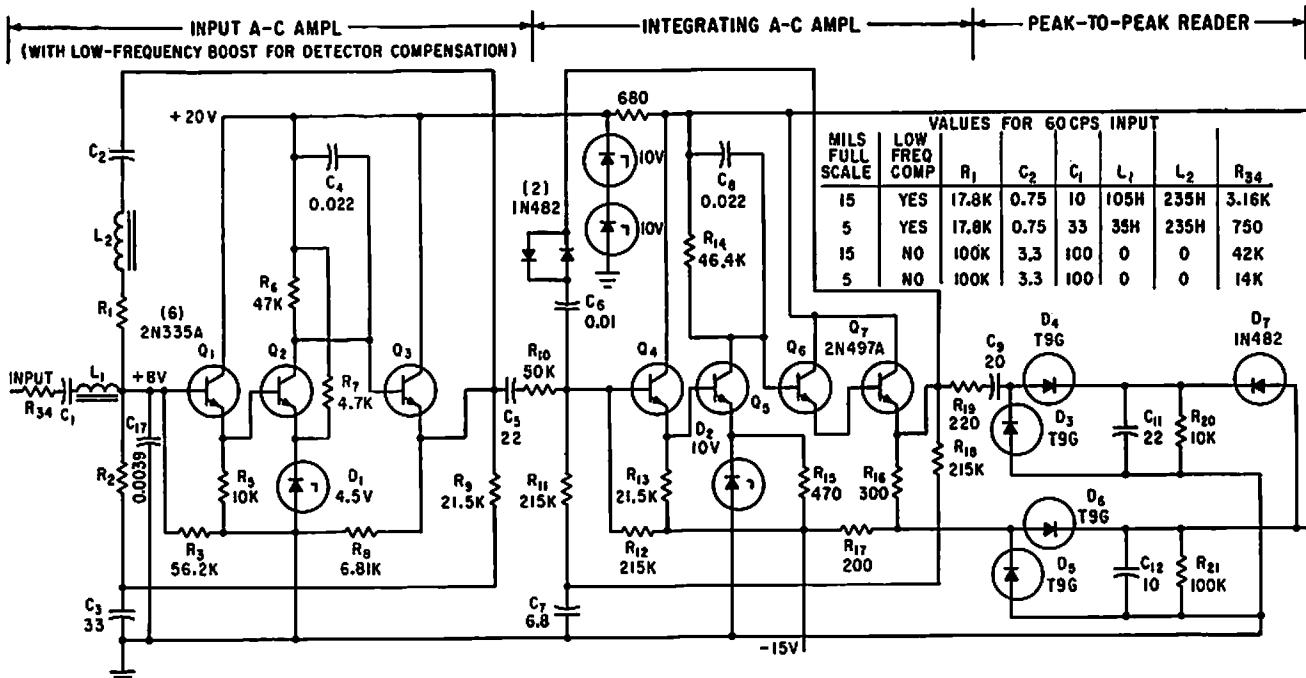 INPUT A-C AMPL
(WITH LOW-FREQUENCY BOOST FOR DETECTOR COMPENSATION)
INTEGRATING A-C AMPL
PEAK-TO-PEAK READER
+20V
680
VALUES FOR 60CPS INPUT
MILS FULL SCALE | LOW FREQ COMP | R1 | C2 | C1 | L1 | L2 | R34
15 | YES | 17.8K | 0.75 | 10 | 105H | 235H | 3.16K
5 | YES | 17.8K | 0.75 | 33 | 35H | 235H | 750
15 | NO | 100K | 3.3 | 100 | 0 | 0 | 42K
5 | NO | 100K | 3.3 | 100 | 0 | 0 | 14K
C2
L2
R1
C4
0.022
R6
47K
(6)
2N335A
Q1
Q2
Q3
R7
4.7K
INPUT
R34
C1
L1
+8V
C17
0.0039
R2
R5
10K
D1
4.5V
R3
56.2K
R8
6.81K
C3
33
R9
21.5K
C5
22
(2)
1N482
10V
10V
C6
0.01
R10
50K
R11
215K
C8
0.022
R14
46.4K
Q4
Q5
Q6
Q7
2N497A
D2
10V
R13
21.5K
R12
215K
R15
470
R16
300
R17
200
C7
6.8
-15V
R18
215K
R19
220
C9
20
D4
T9G
D3
T9G
C11
22
R20
10K
D7
1N482
D6
T9G
D5
T9G
C12
10
R21
100K